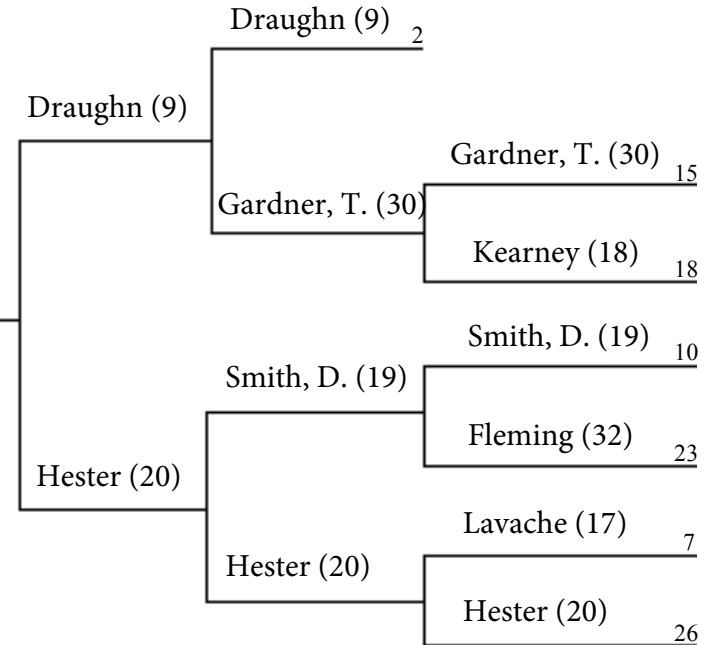 Draughn (9)
2
Draughn (9)
Gardner, T. (30)
15
Gardner, T. (30)
Kearney (18)
18
Smith, D. (19)
10
Smith, D. (19)
Fleming (32)
23
Hester (20)
Lavache (17)
7
Hester (20)
Hester (20)
26